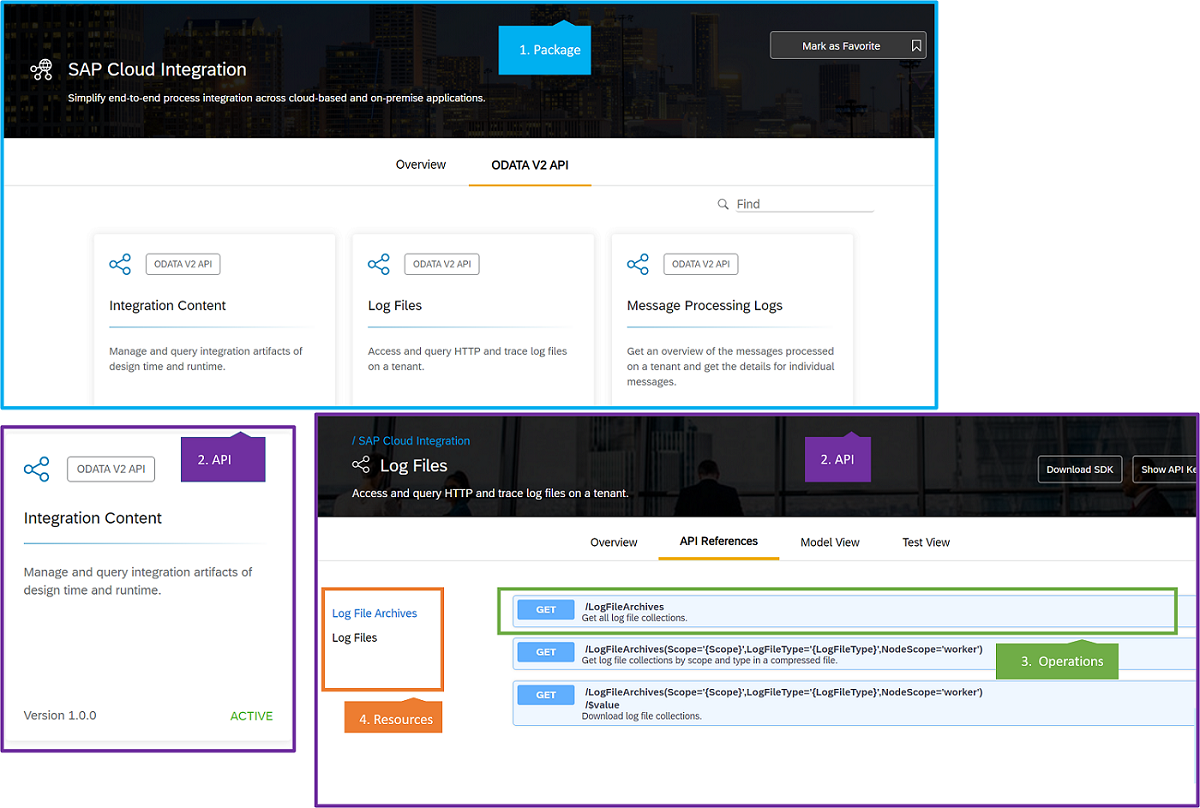 1. Package
Mark as Favorite
SAP Cloud Integration
Simplify end-to-end process integration across cloud-based and on-premise applications.
Overview
ODATA V2 API
Find
ODATA V2 API
Integration Content
Manage and query integration artifacts of
design time and runtime.
ODATA V2 API
Log Files
Access and query HTTP and trace log files
on a tenant.
ODATA V2 API
Message Processing Logs
Get an overview of the messages processed
on a tenant and get the details for individual
messages.
2. API
ODATA V2 API
Integration Content
Manage and query integration artifacts of
design time and runtime.
Version 1.0.0
ACTIVE
/ SAP Cloud Integration
Log Files
Access and query HTTP and trace log files on a tenant.
2. API
Download SDK
Show API Ke
Overview
API References
Model View
Test View
Log File Archives
Log Files
4. Resources
GET
/LogFileArchives
Get all log file collections.
GET
/LogFileArchives(Scope='{Scope}',LogFileType='{LogFileType}',NodeScope='worker')
Get log file collections by scope and type in a compressed file.
3. Operations
GET
/LogFileArchives(Scope='{Scope}',LogFileType='{LogFileType}',NodeScope='worker')
/$value
Download log file collections.